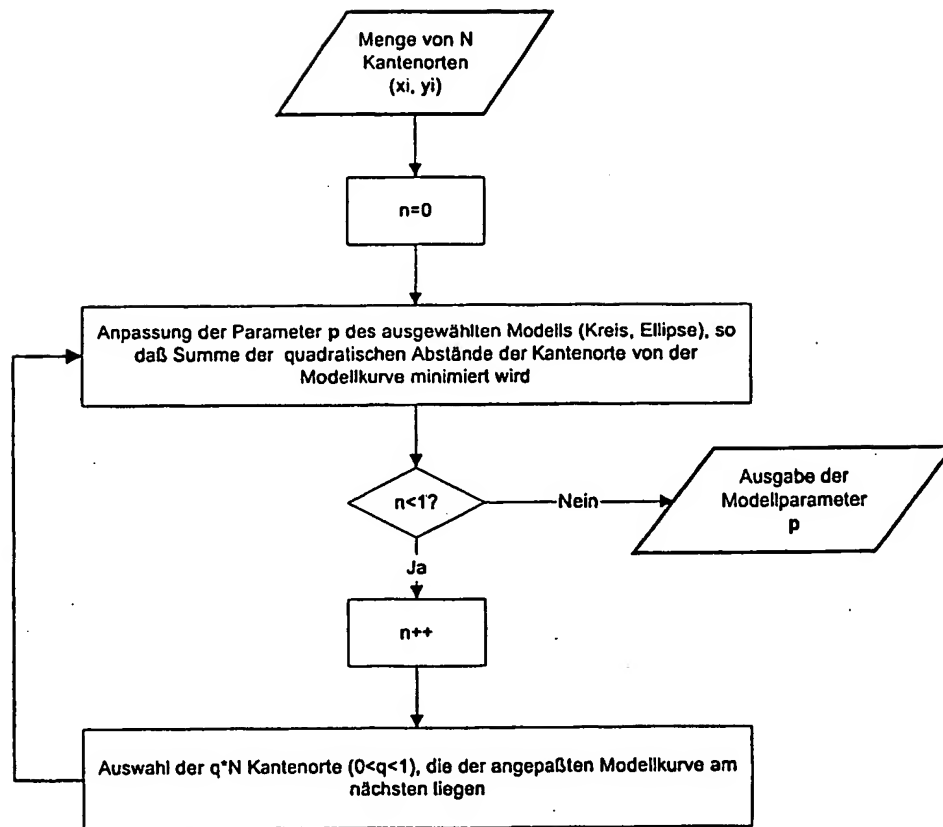 Menge von N
Kantenorten
(xi, yi)
n=0
Anpassung der Parameter p des ausgewählten Modells (Kreis, Ellipse), so
daß Summe der quadratischen Abstände der Kantenorte von der
Modellkurve minimiert wird
n<1?
Nein
Ausgabe der
Modellparameter
p
Ja
n++
Auswahl der q*N Kantenorte (0<q<1), die der angepaßten Modellkurve am
nächsten liegen